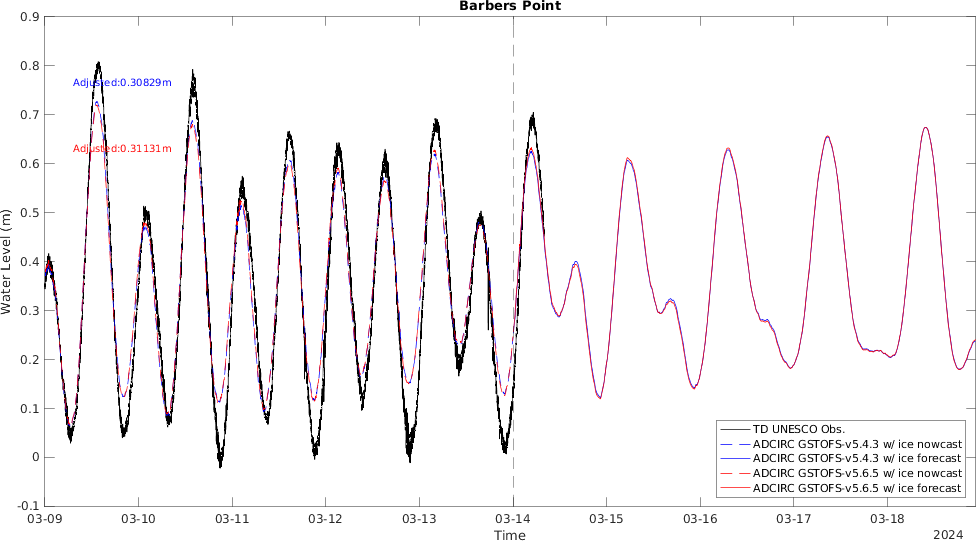 Barbers Point
0.9
0.8
0.7
0.6
0.5
0.4
0.3
0.2
0.1
0
-0.1
Water Level (m)
Adjusted:0.30829m
Adjusted:0.31131m
TD UNESCO Obs.
ADCIRC GSTOFS-v5.4.3 w/ ice nowcast
ADCIRC GSTOFS-v5.4.3 w/ ice forecast
ADCIRC GSTOFS-v5.6.5 w/ ice nowcast
ADCIRC GSTOFS-v5.6.5 w/ ice forecast
03-09 03-10 03-11 03-12 03-13 03-14 03-15 03-16 03-17 03-18
Time
2024